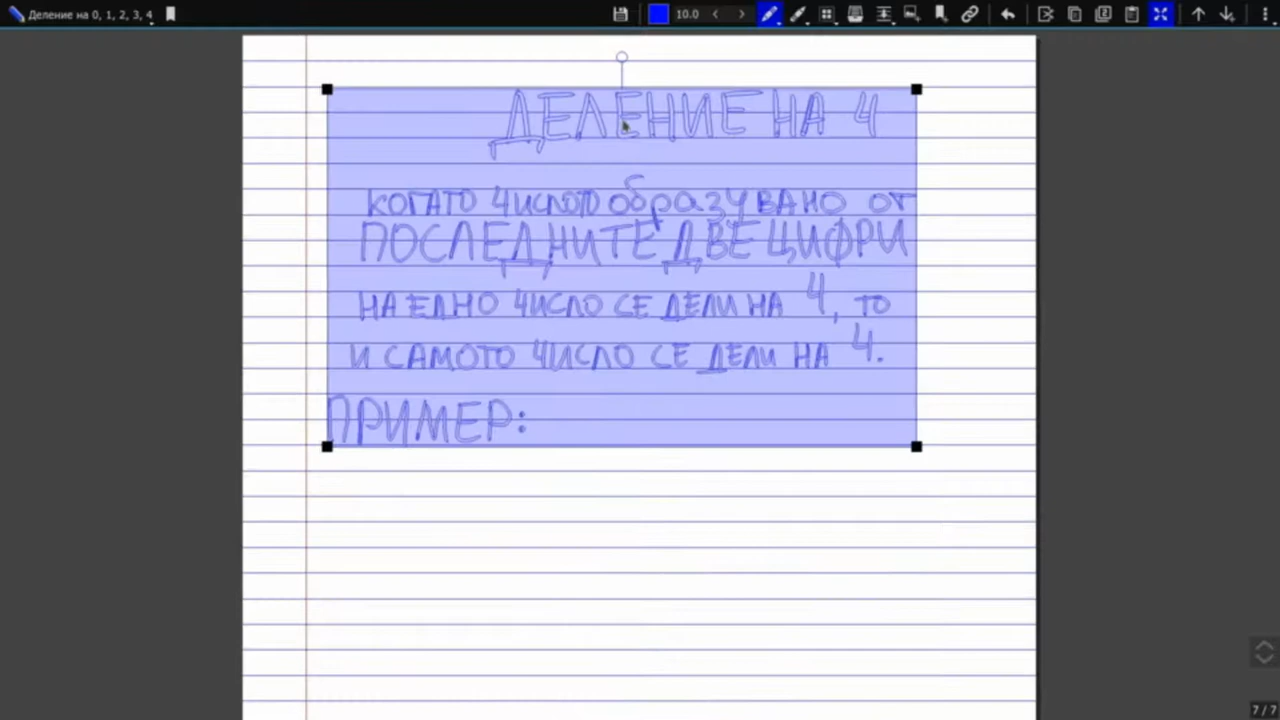 Деление на 0, 1, 2, 3, 4
10.0
ДЕЛЕНИЕ НА 4
КОГАТО ЧИСЛОТО образуВАНО от
ПОСЛЕДНИТЕ ДВЕ ЦИФРИ
НА ЕДНО ЧИСЛО СЕ ДЕЛИ НА 4, ТО
И САМОТО ЧИСЛО СЕ ДЕЛИ НА 4.
ПРИМЕР:
7 / 7